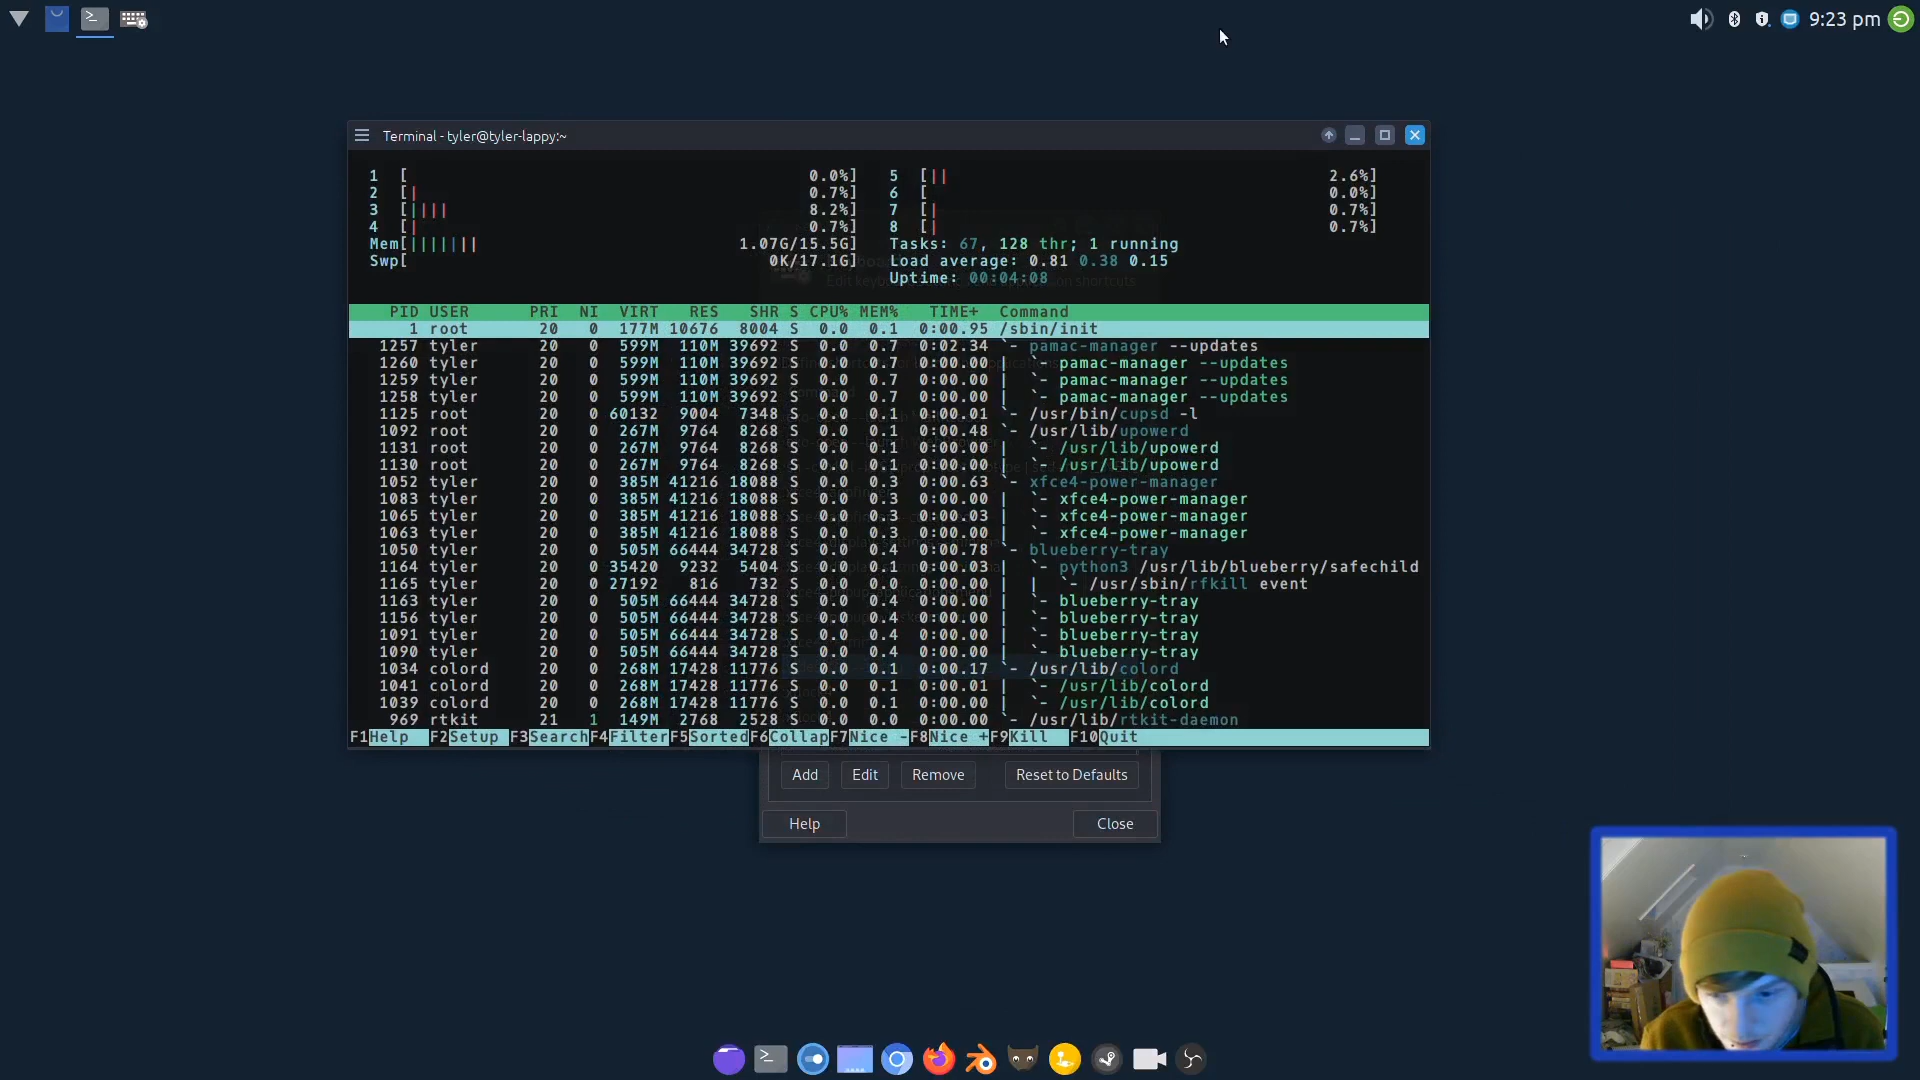 9:23 pm
Terminal - tyler@tyler-lappy:~
1 [ 0.0%] 5 [|| 2.6%]
2 [| 0.7%] 6 [ 0.0%]
3 [|||| 8.2%] 7 [| 0.7%]
4 [| 0.7%] 8 [| 0.7%]
Mem[||||||| 1.07G/15.5G] Tasks: 67, 128 thr; 1 running
Swp[ 0K/17.1G] Load average: 0.81 0.38 0.15
Uptime: 00:04:08
PID USER PRI NI VIRT RES SHR S CPU% MEM% TIME+ Command
1 root 20 0 177M 10676 8004 S 0.0 0.1 0:00.95 /sbin/init
1257 tyler 20 0 599M 110M 39692 S 0.0 0.7 0:02.34 `- pamac-manager --updates
1260 tyler 20 0 599M 110M 39692 S 0.0 0.7 0:00.00 | `- pamac-manager --updates
1259 tyler 20 0 599M 110M 39692 S 0.0 0.7 0:00.00 | `- pamac-manager --updates
1258 tyler 20 0 599M 110M 39692 S 0.0 0.7 0:00.00 | `- pamac-manager --updates
1125 root 20 0 60132 9004 7348 S 0.0 0.1 0:00.01 `- /usr/bin/cupsd -l
1092 root 20 0 267M 9764 8268 S 0.0 0.1 0:00.48 `- /usr/lib/upowerd
1131 root 20 0 267M 9764 8268 S 0.0 0.1 0:00.00 | `- /usr/lib/upowerd
1130 root 20 0 267M 9764 8268 S 0.0 0.1 0:00.00 | `- /usr/lib/upowerd
1052 tyler 20 0 385M 41216 18088 S 0.0 0.3 0:00.63 `- xfce4-power-manager
1083 tyler 20 0 385M 41216 18088 S 0.0 0.3 0:00.00 | `- xfce4-power-manager
1065 tyler 20 0 385M 41216 18088 S 0.0 0.3 0:00.03 | `- xfce4-power-manager
1063 tyler 20 0 385M 41216 18088 S 0.0 0.3 0:00.00 | `- xfce4-power-manager
1050 tyler 20 0 505M 66444 34728 S 0.0 0.4 0:00.78 `- blueberry-tray
1164 tyler 20 0 35420 9232 5404 S 0.0 0.1 0:00.03 | `- python3 /usr/lib/blueberry/safechild
1165 tyler 20 0 27192 816 732 S 0.0 0.0 0:00.00 | | `- /usr/sbin/rfkill event
1163 tyler 20 0 505M 66444 34728 S 0.0 0.4 0:00.00 | `- blueberry-tray
1156 tyler 20 0 505M 66444 34728 S 0.0 0.4 0:00.00 | `- blueberry-tray
1091 tyler 20 0 505M 66444 34728 S 0.0 0.4 0:00.00 | `- blueberry-tray
1090 tyler 20 0 505M 66444 34728 S 0.0 0.4 0:00.00 | `- blueberry-tray
1034 colord 20 0 268M 17428 11776 S 0.0 0.1 0:00.17 `- /usr/lib/colord
1041 colord 20 0 268M 17428 11776 S 0.0 0.1 0:00.01 | `- /usr/lib/colord
1039 colord 20 0 268M 17428 11776 S 0.0 0.1 0:00.00 | `- /usr/lib/colord
969 rtkit 21 1 149M 2768 2528 S 0.0 0.0 0:00.00 `- /usr/lib/rtkit-daemon
F1Help F2Setup F3SearchF4FilterF5SortedF6CollapF7Nice -F8Nice +F9Kill F10Quit
Add Edit Remove Reset to Defaults
Help Close